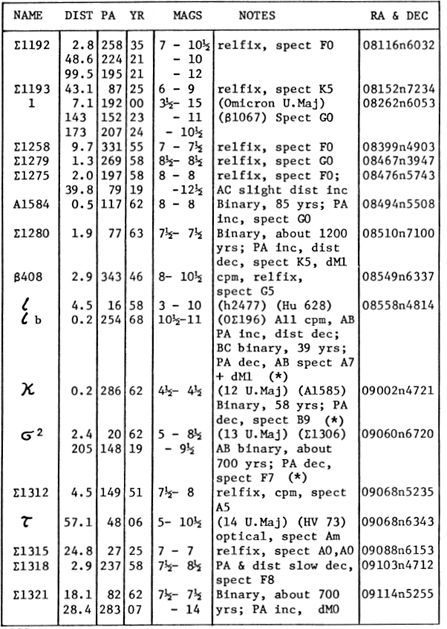 NAME DIST PA YR MAGS NOTES RA & DEC
Σ1192 2.8 258 35 7 - 10½ relfix, spect F0 08116n6032
48.6 224 21 - 10
99.5 195 21 - 12
Σ1193 43.1 87 25 6 - 9 relfix, spect K5 08152n7234
1 7.1 192 00 3½- 15 (Omicron U.Maj) 08262n6053
143 152 23 - 11 (β1067) Spect G0
173 207 24 - 10½
Σ1258 9.7 331 55 7 - 7½ relfix, spect F0 08399n4903
Σ1279 1.3 269 58 8½- 8½ relfix, spect G0 08467n3947
Σ1275 2.0 197 58 8 - 8 relfix, spect F0; 08476n5743
39.8 79 19 -12½ AC slight dist inc
A1584 0.5 117 62 8 - 8 Binary, 85 yrs; PA 08494n5508
inc, spect G0
Σ1280 1.9 77 63 7½- 7½ Binary, about 1200 08510n7100
yrs; PA inc, dist
dec, spect K5, dM1
β408 2.9 343 46 8- 10½ cpm, relfix, 08549n6337
spect G5
ι 4.5 16 58 3 - 10 (h2477) (Hu 628) 08558n4814
ι b 0.2 254 68 10½-11 (OΣ196) All cpm, AB
PA inc, dist dec;
BC binary, 39 yrs;
PA dec, AB spect A7
+ dM1 (*)
κ 0.2 286 62 4½- 4½ (12 U.Maj) (A1585) 09002n4721
Binary, 58 yrs; PA
dec, spect B9 (*)
σ² 2.4 20 62 5 - 8½ (13 U.Maj) (Σ1306) 09060n6720
205 148 19 - 9½ AB binary, about
700 yrs; PA dec,
spect F7 (*)
Σ1312 4.5 149 51 7½- 8 relfix, cpm, spect 09068n5235
A5
τ 57.1 48 06 5- 10½ (14 U.Maj) (HV 73) 09068n6343
optical, spect Am
Σ1315 24.8 27 25 7 - 7 relfix, spect A0,A0 09088n6153
Σ1318 2.9 237 58 7½- 8½ PA & dist slow dec, 09103n4712
spect F8
Σ1321 18.1 82 62 7½- 7½ Binary, about 700 09114n5255
28.4 283 07 - 14 yrs; PA inc, dM0